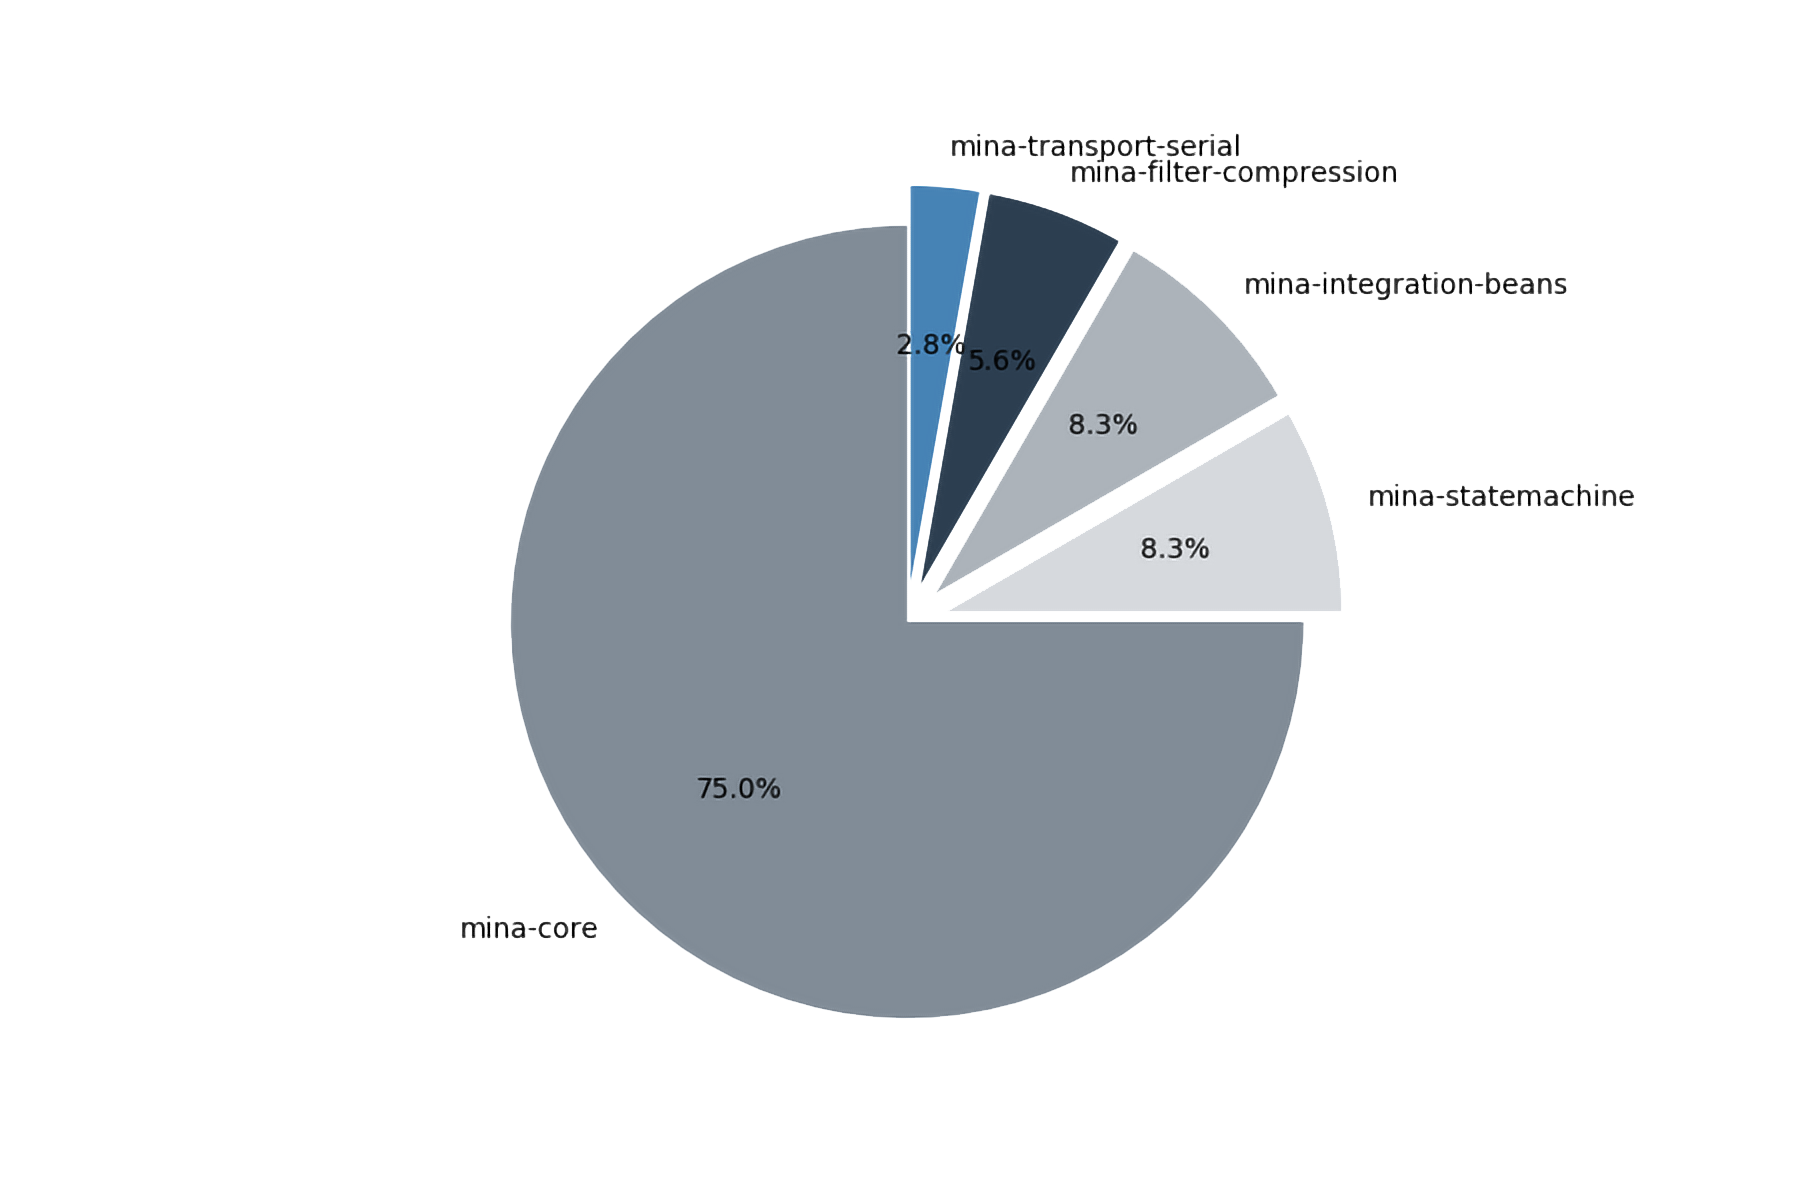 mina-transport-serial
mina-filter-compression
mina-integration-beans
2.8%
5.6%
8.3%
mina-statemachine
8.3%
75.0%
mina-core